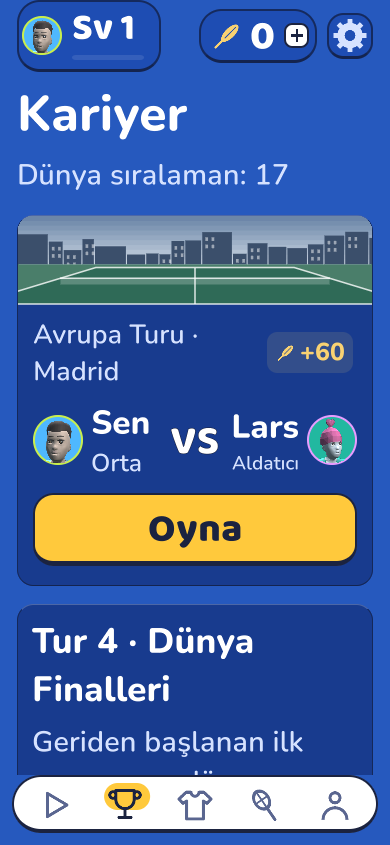 Sv 1
0
Kariyer
Dünya sıralaman: 17
Avrupa Turu ·
Madrid
+60
Sen
Orta
VS
Lars
Aldatıcı
Oyna
Tur 4 · Dünya
Finalleri
Geriden başlanan ilk